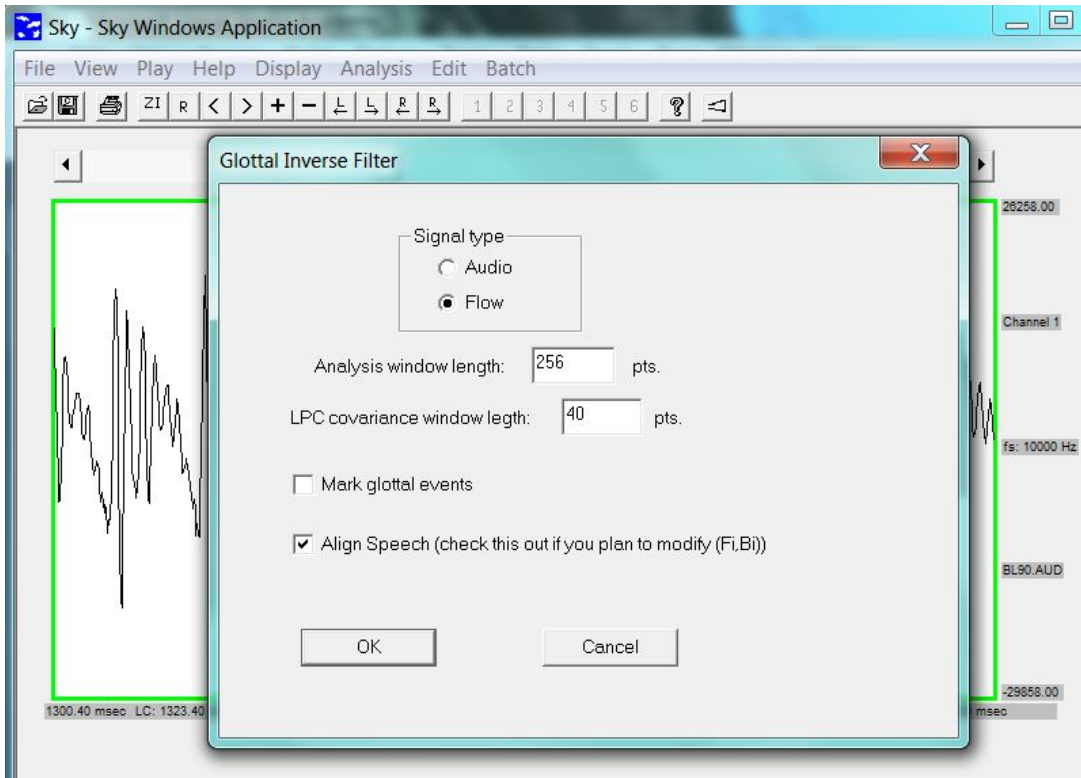 Sky - Sky Windows Application
File View Play Help Display Analysis Edit Batch
ZI R < > + - L L R R 1 2 3 4 5 6 ?
Glottal Inverse Filter
X
26258.00
Signal type
Audio
Flow
Channel 1
Analysis window length: 256 pts.
LPC covariance window legth: 40 pts.
fs: 10000 Hz
Mark glottal events
Align Speech (check this out if you plan to modify (Fi,Bi))
BL90.AUD
OK Cancel
-29858.00
1300.40 msec LC: 1323.40 msec